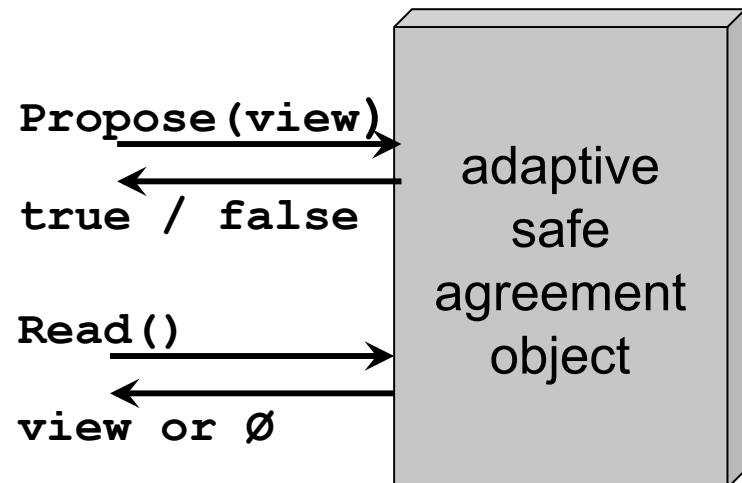 Propose(view)
true / false
Read()
view or Ø
adaptive
safe
agreement
object